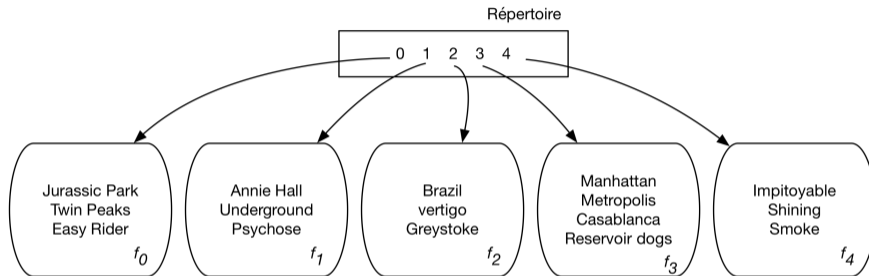 Répertoire
0 1 2 3 4
Jurassic Park
Twin Peaks
Easy Rider
f0
Annie Hall
Underground
Psychose
f1
Brazil
vertigo
Greystoke
f2
Manhattan
Metropolis
Casablanca
Reservoir dogs
f3
Impitoyable
Shining
Smoke
f4